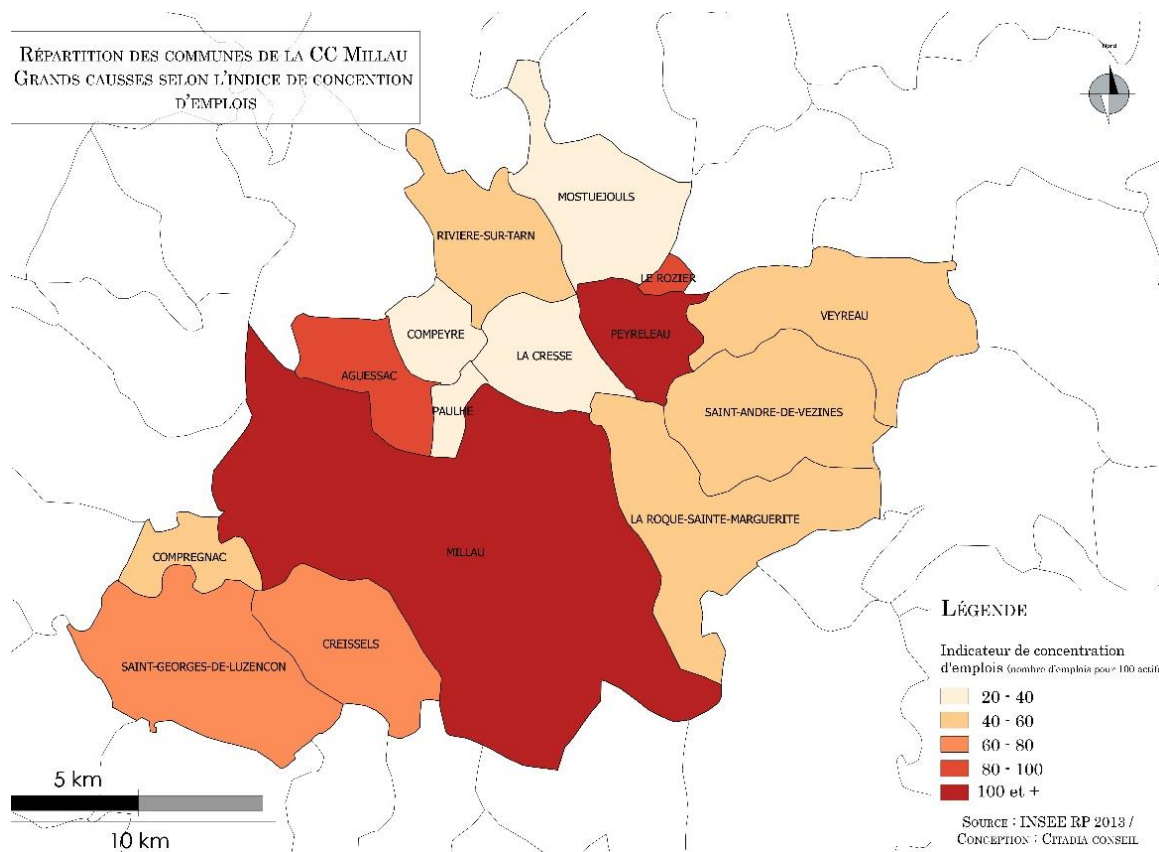 RÉPARTITION DES COMMUNES DE LA CC MILLAU
GRANDS CAUSSES SELON L'INDICE DE CONCENTION
D'EMPLOIS
Nord
MOSTUEJOULS
RIVIERE-SUR-TARN
LE ROZIER
VEYREAU
COMPEYRE
PEYRELEAU
LA CRESSE
AGUESSAC
PAULHE
SAINT-ANDRE-DE-VEZINES
LA ROQUE-SAINTE-MARGUERITE
MILLAU
COMPREGNAC
CREISSELS
SAINT-GEORGES-DE-LUZENCON
LÉGENDE
Indicateur de concentration
d'emplois (nombre d'emplois pour 100 actif
20 - 40
40 - 60
60 - 80
80 - 100
100 et +
5 km
10 km
SOURCE : INSEE RP 2013 /
CONCEPTION : CITADIA CONSEIL